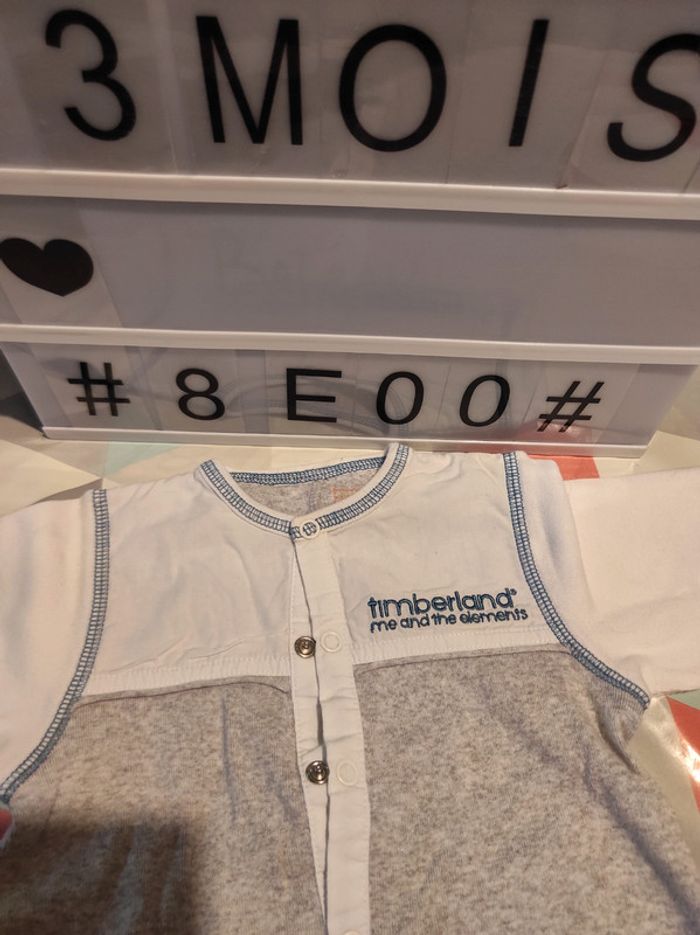 3 MOIS
#8E00#
timberland®
me and the elements